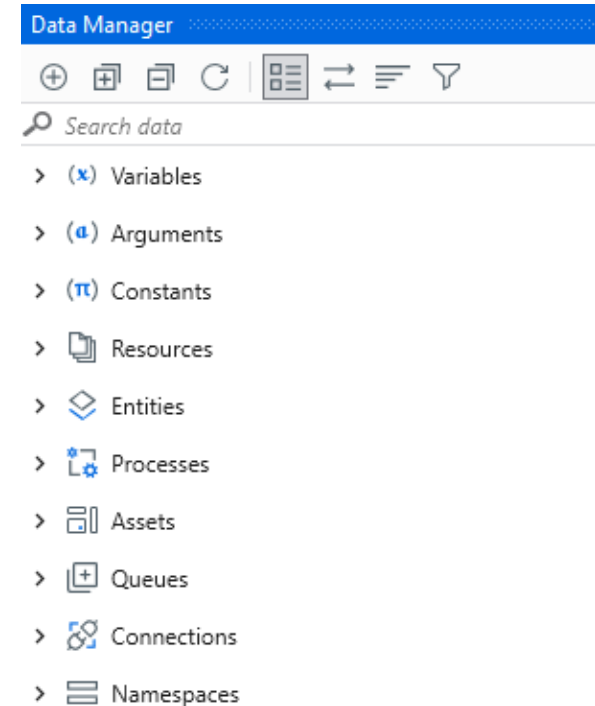 Data Manager
Search data
(x) Variables
(a) Arguments
(π) Constants
Resources
Entities
Processes
Assets
Queues
Connections
Namespaces